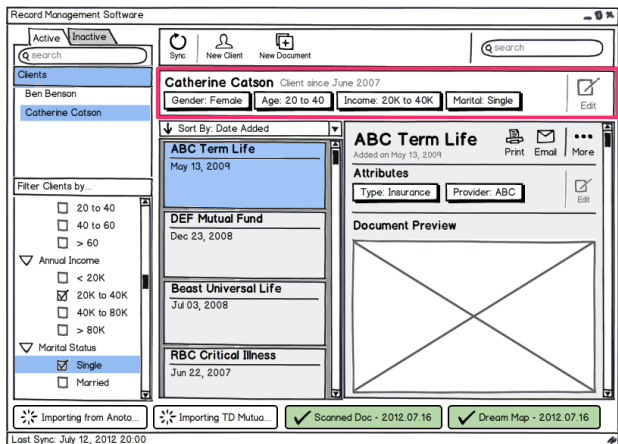 Record Management Software
Active Inactive
search
Sync New Client New Document
search
Clients
Ben Benson
Catherine Catson
Catherine Catson Client since June 2007
Gender: Female Age: 20 to 40 Income: 20K to 40K Marital: Single
Edit
Sort By: Date Added
ABC Term Life
May 13, 2009
DEF Mutual Fund
Dec 23, 2008
Beast Universal Life
Jul 03, 2008
RBC Critical Illness
Jun 22, 2007
ABC Term Life
Added on May 13, 2009
Print Email More
Attributes
Type: Insurance Provider: ABC
Edit
Document Preview
Filter Clients by...
20 to 40
40 to 60
> 60
Annual Income
< 20K
20K to 40K
40K to 80K
> 80K
Marital Status
Single
Married
Importing from Anoto... Importing TD Mutua... Scanned Doc - 2012.07.16 Dream Map - 2012.07.16
Last Sync: July 12, 2012 20:00